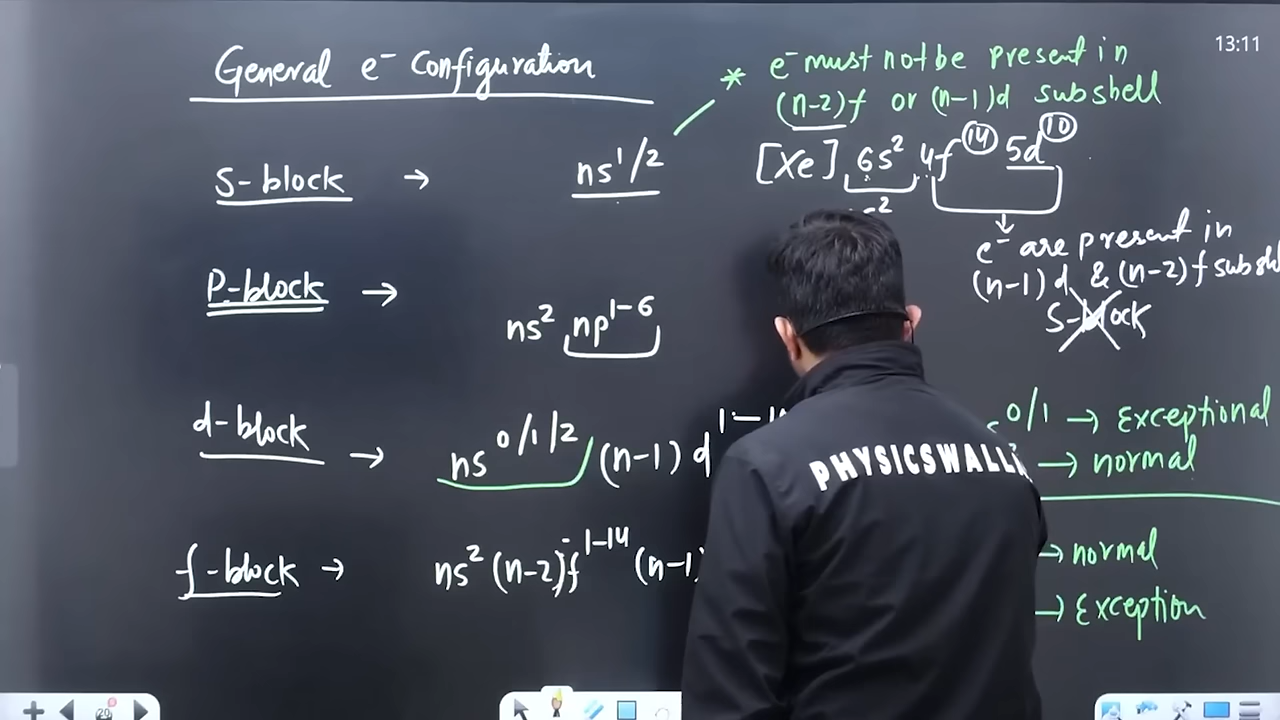 13:11
General e⁻ Configuration
* e⁻ must not be present in
(n-2)f or (n-1)d subshell
S-block → ns¹/²
[Xe] 6s² 4f¹⁴ 5d¹⁰
e⁻ are present in
(n-1)d & (n-2)f
S-block
P-block →
ns² np¹⁻⁶
d-block → ns⁰/¹/² (n-1)d
0/1 → Exceptional
→ normal
f-block → ns² (n-2)f¹⁻¹⁴ (n-1)
→ normal
→ Exception
PHYSICSWALL
20